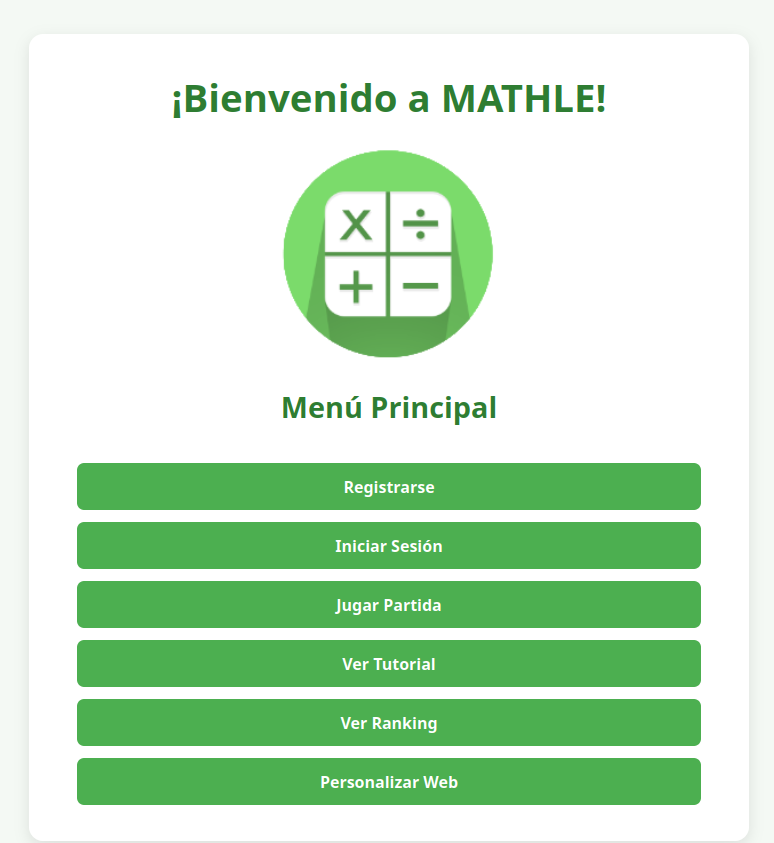 ¡Bienvenido a MATHLE!
x ÷
+ −
Menú Principal
Registrarse
Iniciar Sesión
Jugar Partida
Ver Tutorial
Ver Ranking
Personalizar Web